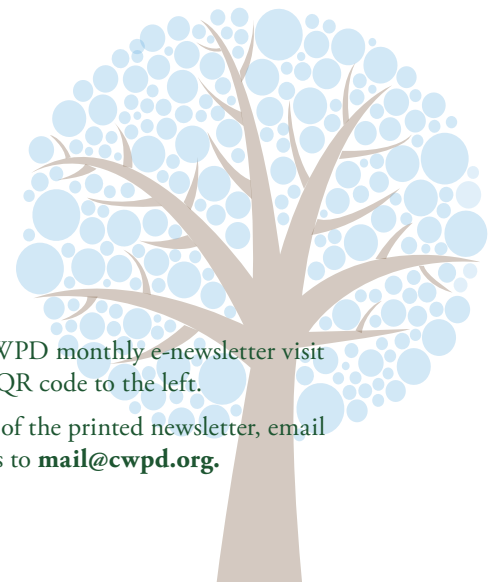 WPD monthly e-newsletter visit
QR code to the left.
of the printed newsletter, email
s to mail@cwpd.org.